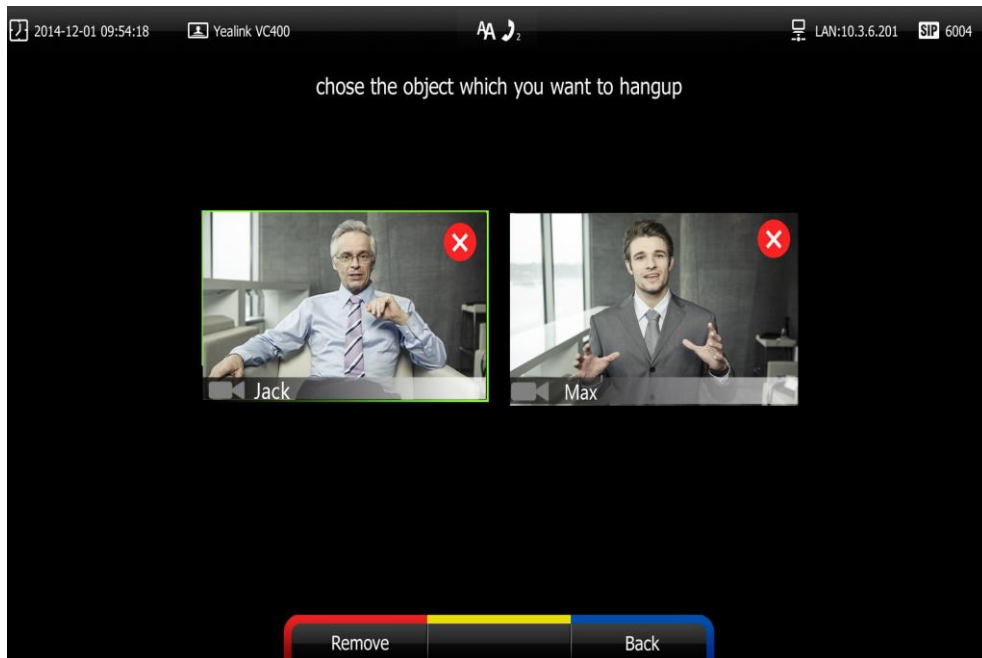 2014-12-01 09:54:18 Yealink VC400 AA 2 LAN:10.3.6.201 SIP 6004
chose the object which you want to hangup
Jack Max
Remove Back